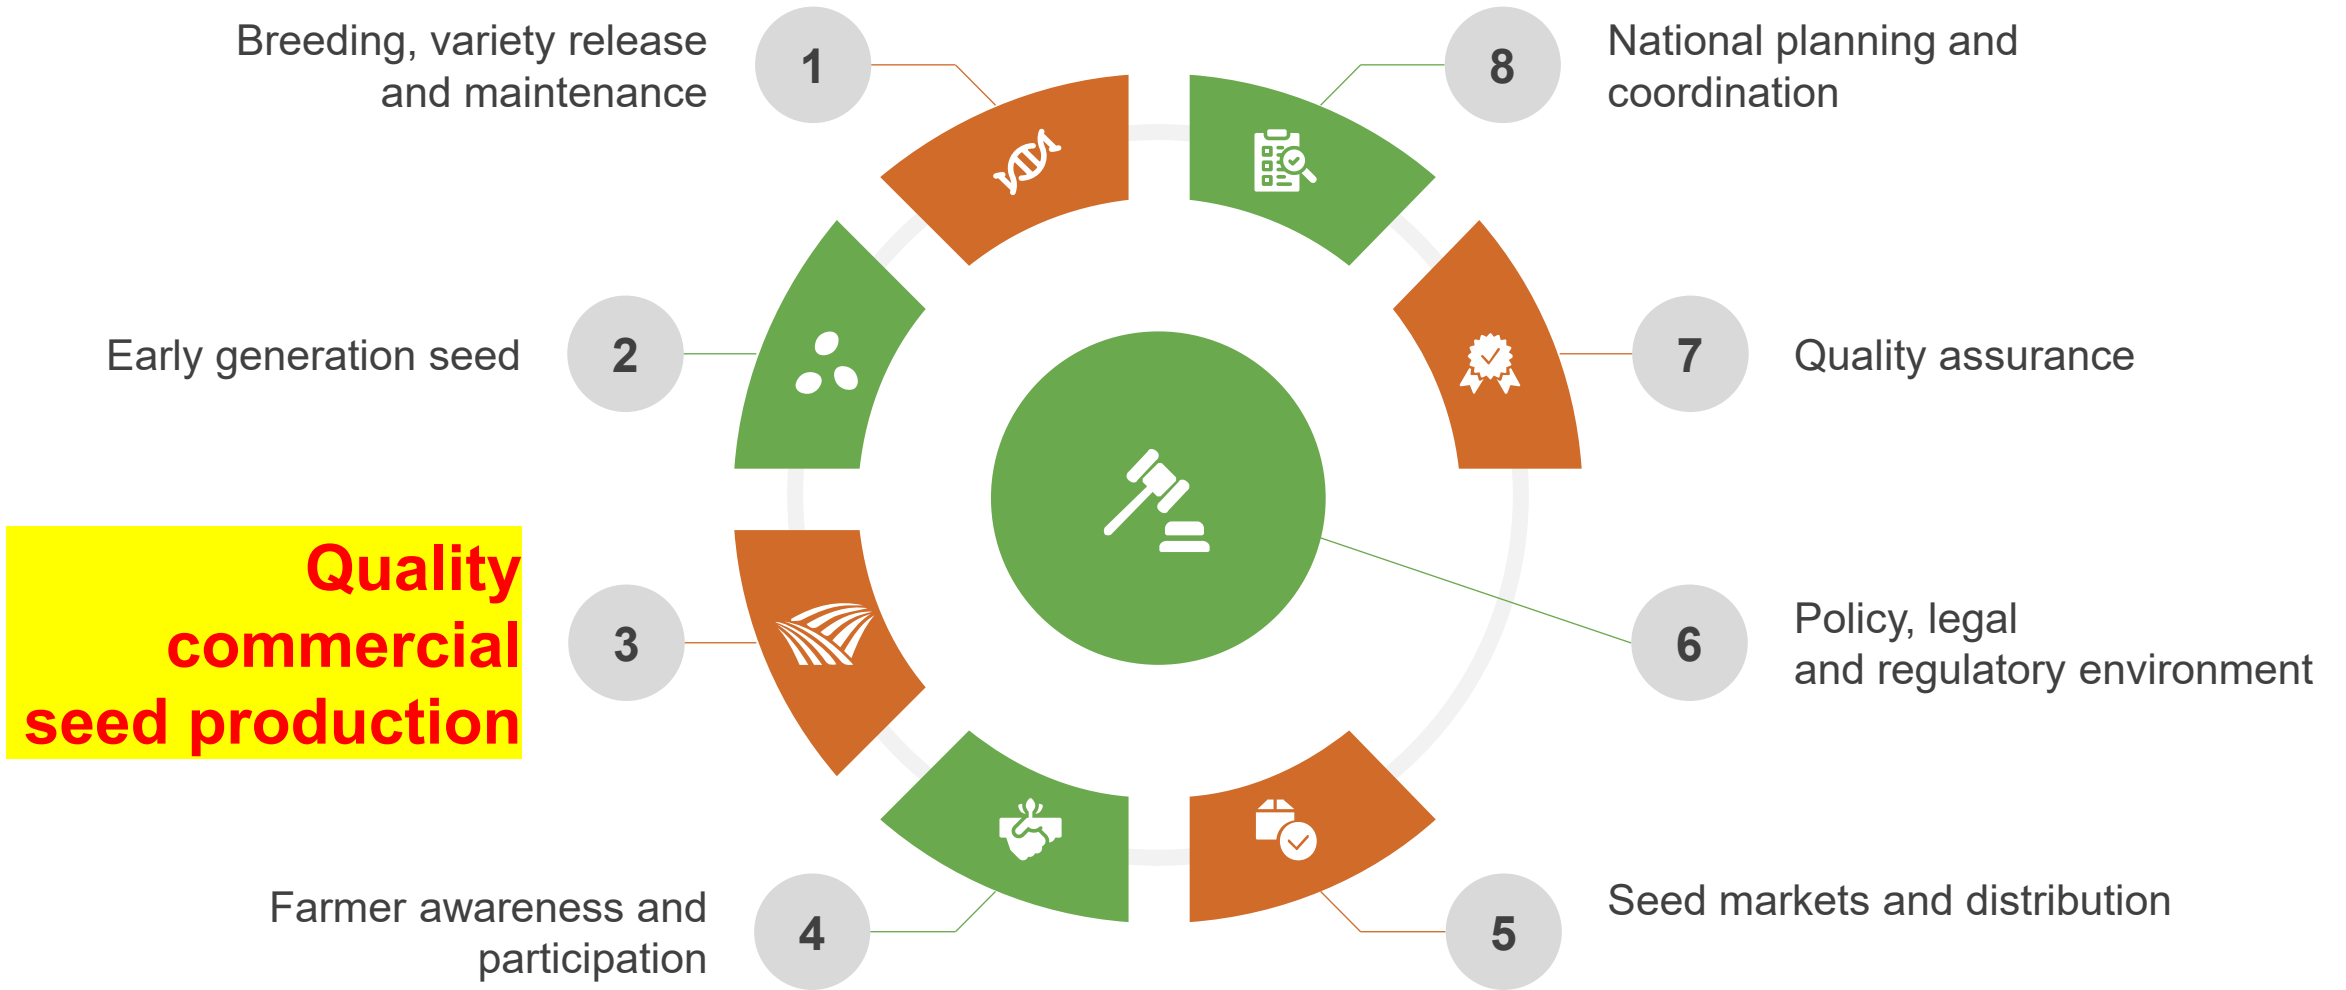 1
Breeding, variety release
and maintenance
2
Early generation seed
3
Quality
commercial
seed production
4
Farmer awareness and
participation
5
Seed markets and distribution
6
Policy, legal
and regulatory environment
7
Quality assurance
8
National planning and
coordination